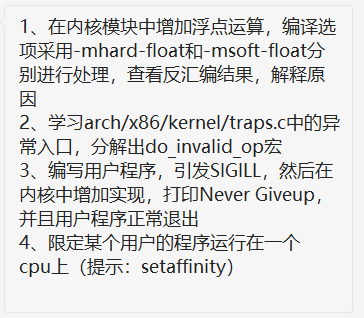 1、在内核模块中增加浮点运算，编译选
项采用-mhard-float和-msoft-float分
别进行处理，查看反汇编结果，解释原
因
2、学习arch/x86/kernel/traps.c中的异
常入口，分解出do_invalid_op宏
3、编写用户程序，引发SIGILL，然后在
内核中增加实现，打印Never Giveup，
并且用户程序正常退出
4、限定某个用户的程序运行在一个
cpu上（提示：setaffinity）